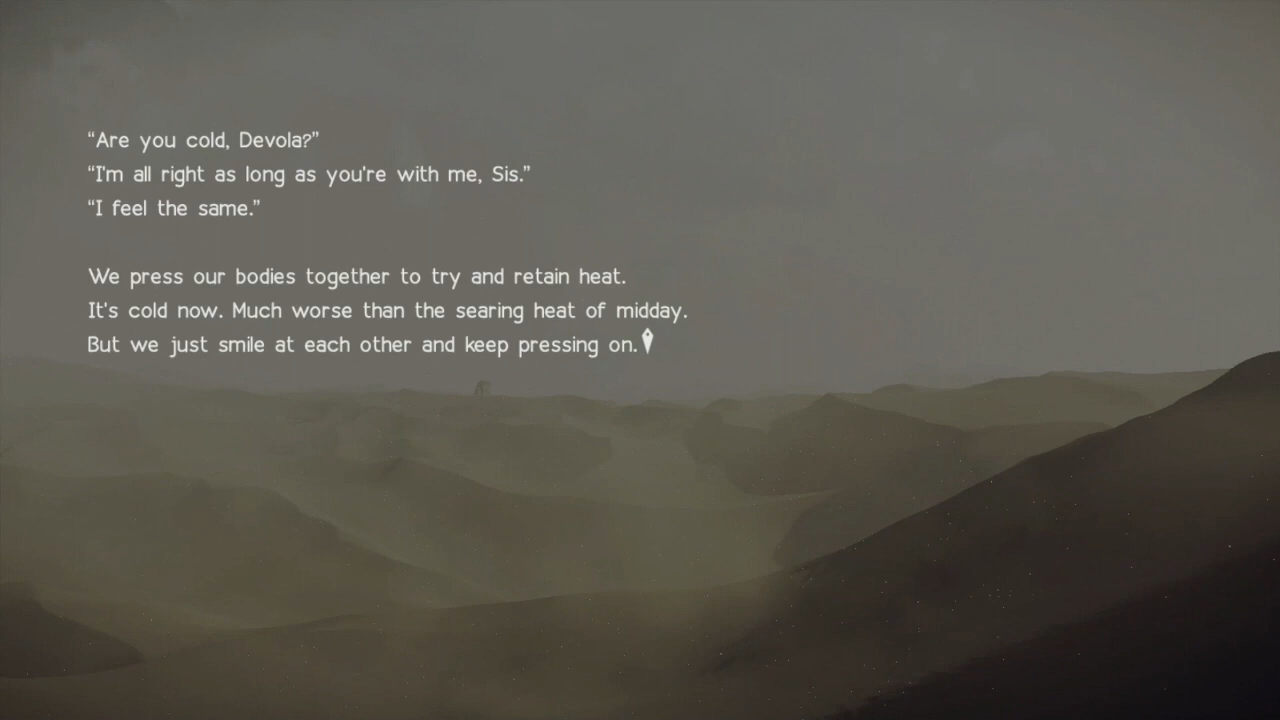 “Are you cold, Devola?”
“I'm all right as long as you're with me, Sis.”
“I feel the same.”
We press our bodies together to try and retain heat.
It's cold now. Much worse than the searing heat of midday.
But we just smile at each other and keep pressing on.